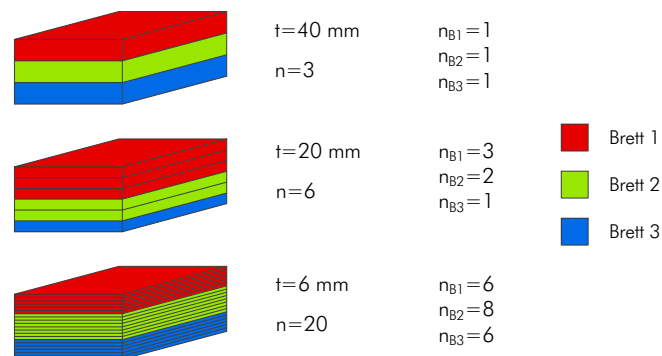 t=40 mm
n=3
n_B1=1
n_B2=1
n_B3=1
t=20 mm
n=6
n_B1=3
n_B2=2
n_B3=1
t=6 mm
n=20
n_B1=6
n_B2=8
n_B3=6
Brett 1
Brett 2
Brett 3